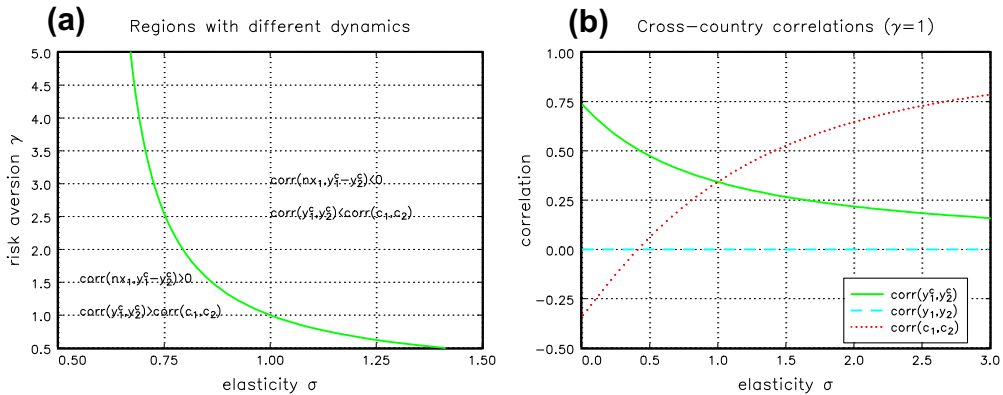 (a)
Regions with different dynamics
risk aversion γ
5.0
4.5
4.0
3.5
3.0
2.5
2.0
1.5
1.0
0.5
corr(nx₁,y₁ᶜ−y₂ᶜ)<0
corr(y₁ᶜ,y₂ᶜ)<corr(c₁,c₂)
corr(nx₁,y₁ᶜ−y₂ᶜ)>0
corr(y₁ᶜ,y₂ᶜ)>corr(c₁,c₂)
0.50 0.75 1.00 1.25 1.50
elasticity σ
(b)
Cross−country correlations (γ=1)
correlation
1.00
0.75
0.50
0.25
0.00
−0.25
−0.50
corr(y₁ᶜ,y₂ᶜ)
corr(y₁,y₂)
corr(c₁,c₂)
0.0 0.5 1.0 1.5 2.0 2.5 3.0
elasticity σ